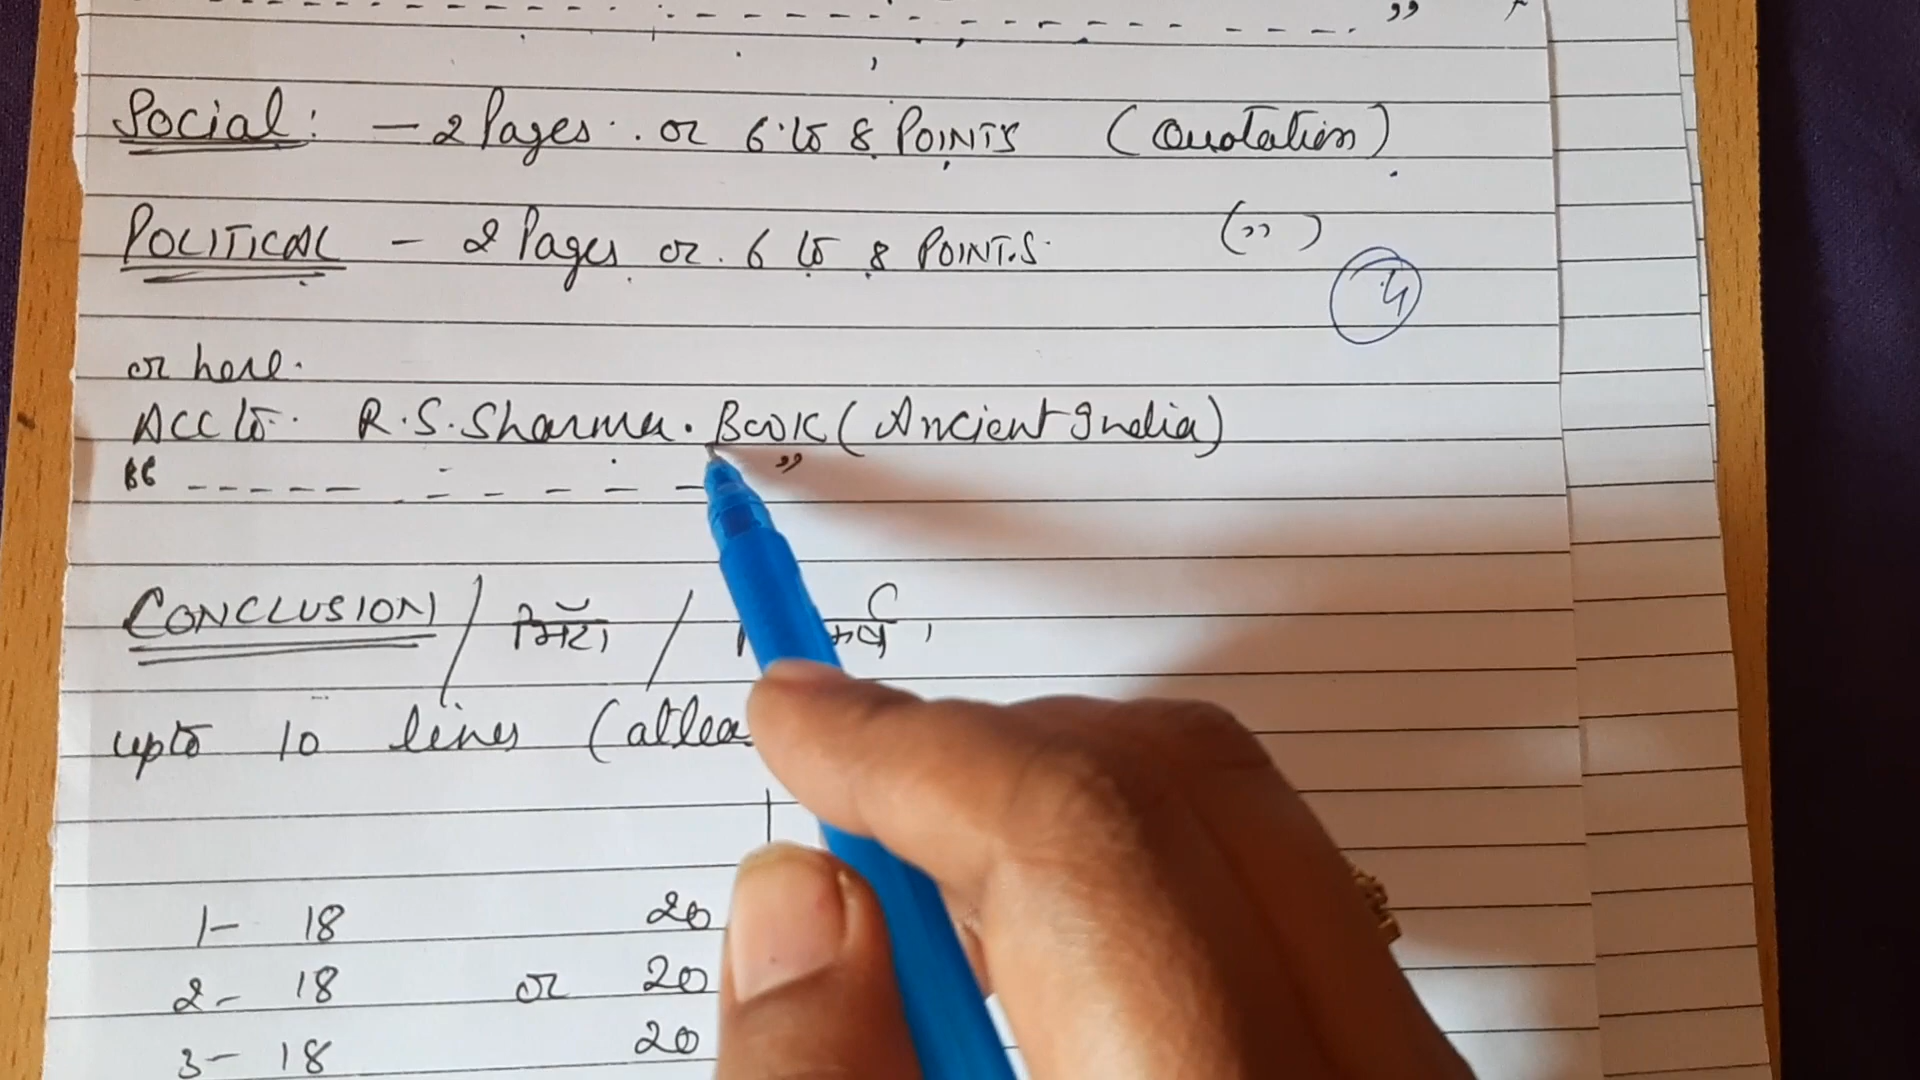 — — — — — — — — — — — — — — — ”
Social: — 2 Pages . or 6 to 8 POINTS (Quotation)
POLITICAL — 2 Pages or 6 to 8 POINTS. (”)
4
or here.
ACC to. R.S. Sharma. BOOK (Ancient India)
“ — — — — — — — — — — — ”
CONCLUSION / /
upto 10 lines
1— 18 20
2— 18 or 20
3— 18 20